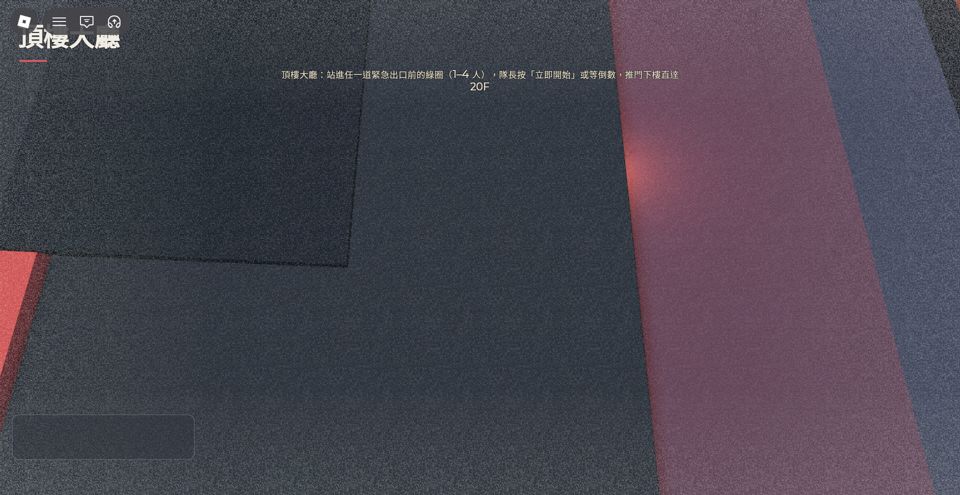 頂樓大廳
頂樓大廳：站進任一道緊急出口前的綠圈（1–4 人），隊長按「立即開始」或等倒數，推門下樓直達
20F